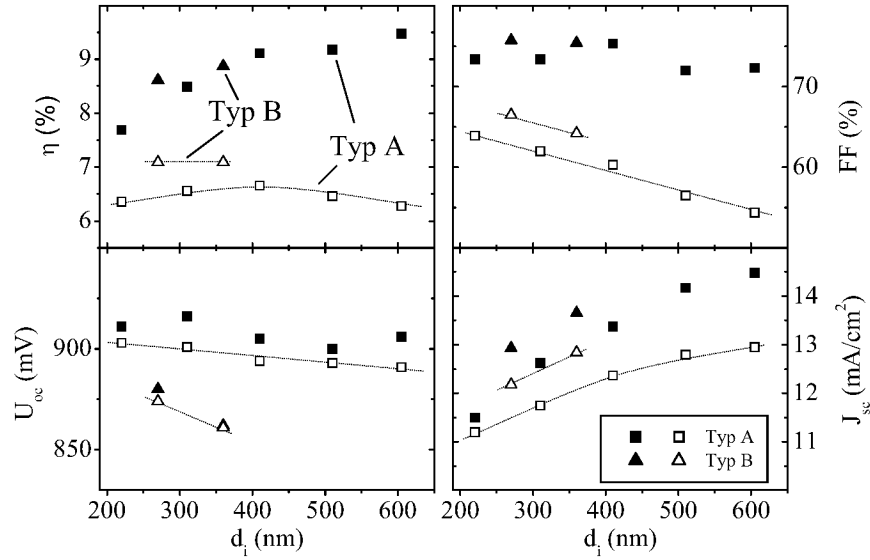 η (%)
9
8
7
6
Typ B
Typ A
FF (%)
70
60
U_oc (mV)
900
850
J_sc (mA/cm²)
14
13
12
11
Typ A
Typ B
200 300 400 500 600
d_i (nm)
200 300 400 500 600
d_i (nm)